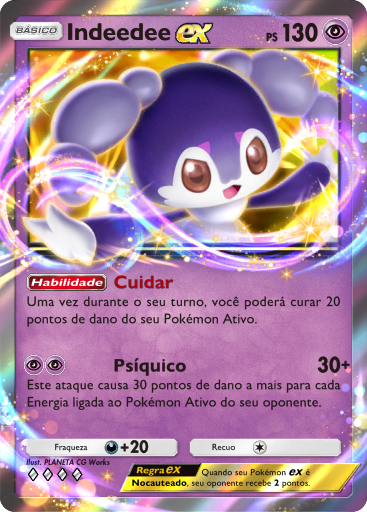 BÁSICO Indeedee ex PS 130
Habilidade Cuidar
Uma vez durante o seu turno, você poderá curar 20
pontos de dano do seu Pokémon Ativo.
Psíquico 30+
Este ataque causa 30 pontos de dano a mais para cada
Energia ligada ao Pokémon Ativo do seu oponente.
Fraqueza +20 Recuo
Ilust. PLANETA CG Works
Regra ex Quando seu Pokémon ex é
Nocauteado, seu oponente recebe 2 pontos.